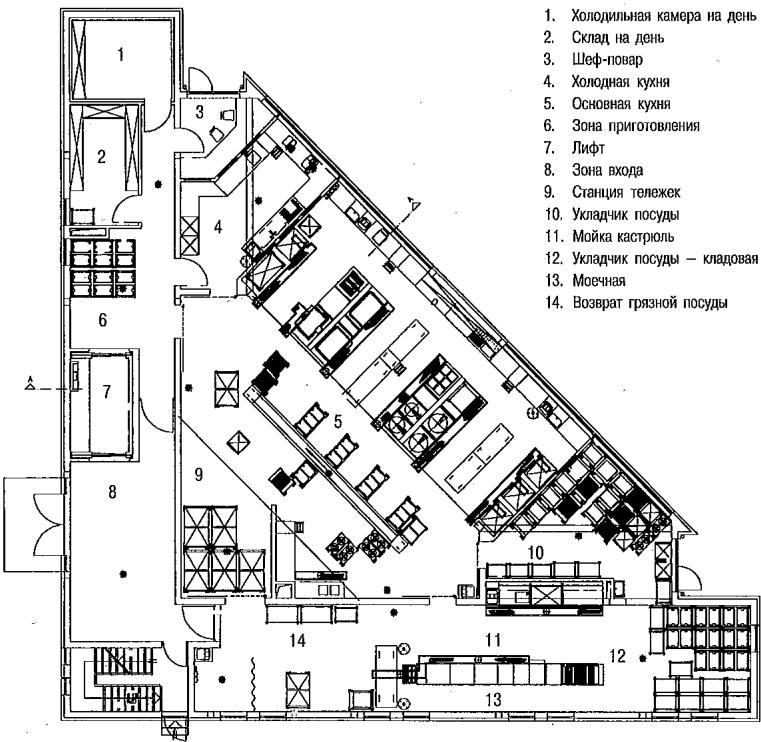 1. Холодильная камера на день
2. Склад на день
3. Шеф-повар
4. Холодная кухня
5. Основная кухня
6. Зона приготовления
7. Лифт
8. Зона входа
9. Станция тележек
10. Укладчик посуды
11. Мойка кастрюль
12. Укладчик посуды – кладовая
13. Моечная
14. Возврат грязной посуды
1
3
2
4
A
6
A
7
5
9
8
10
14
11
12
13